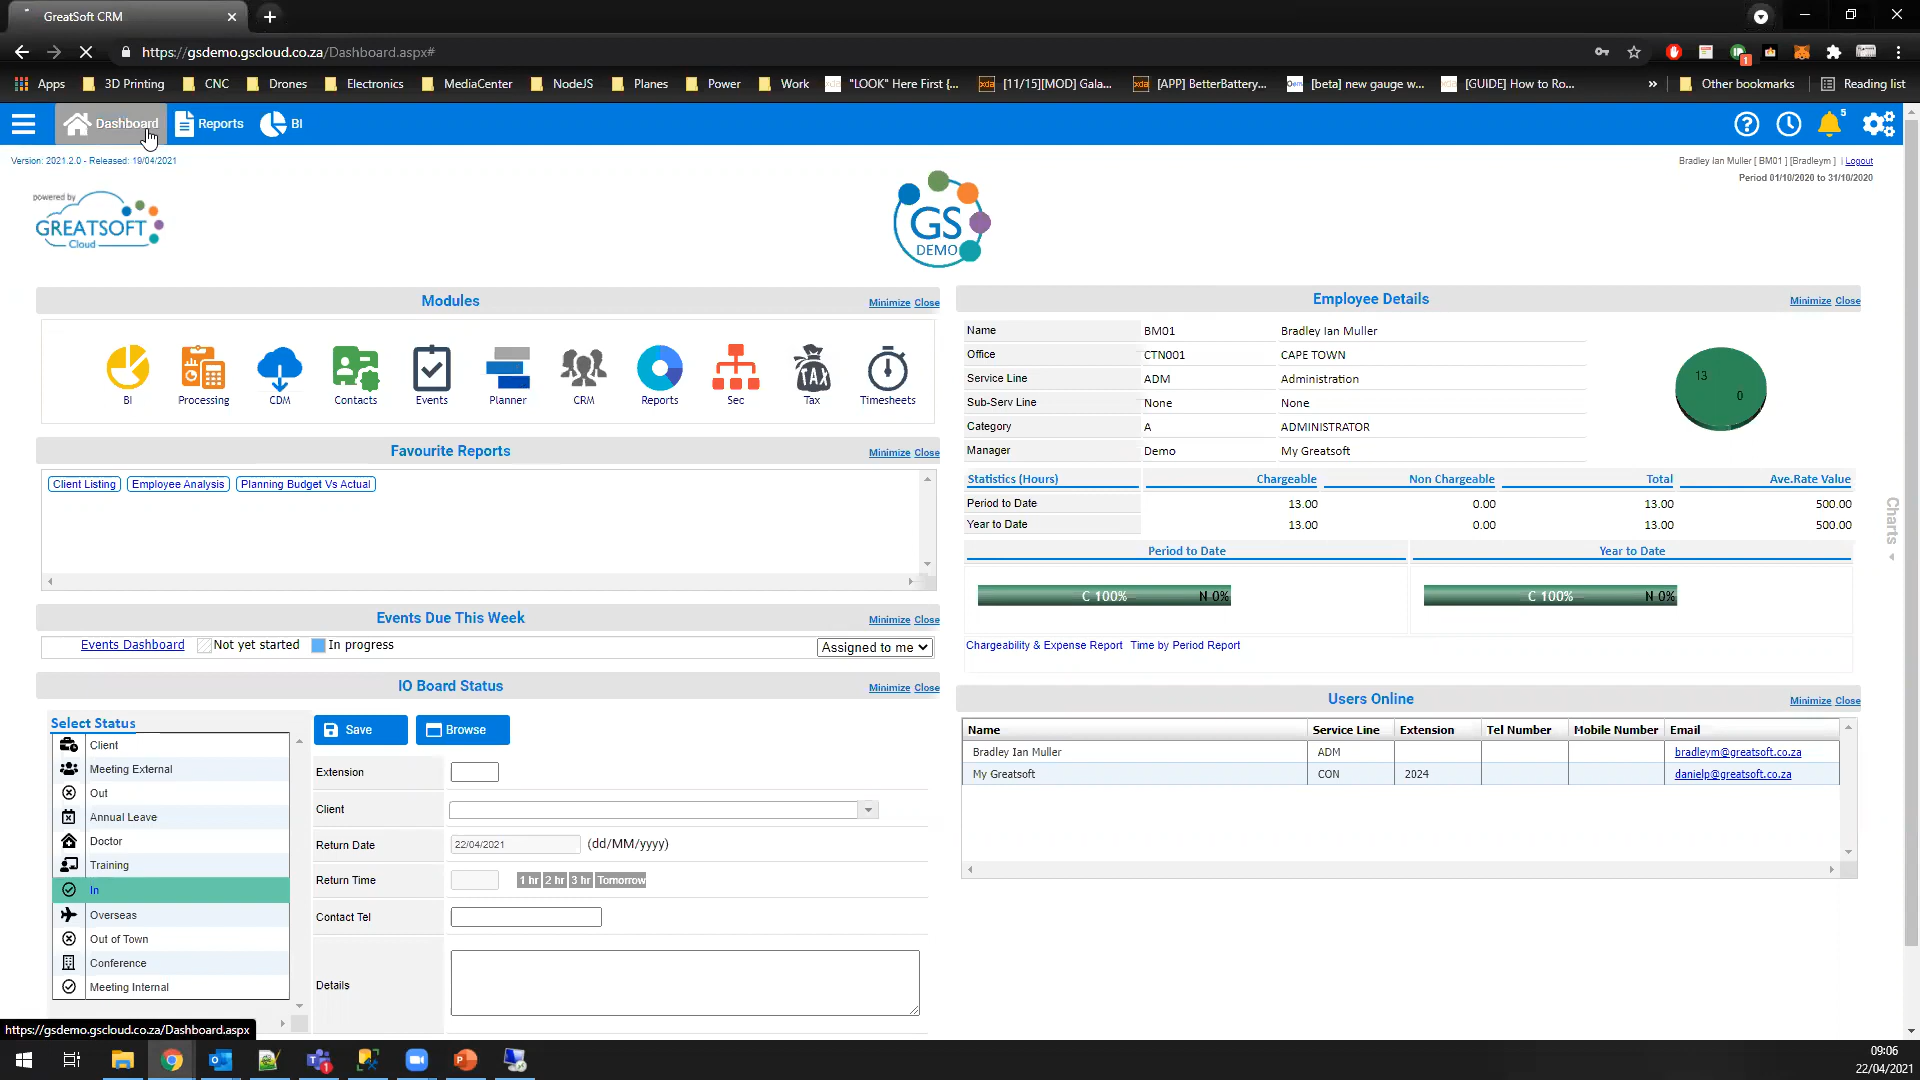 GreatSoft CRM
https://gsdemo.gscloud.co.za/Dashboard.aspx#
Apps 3D Printing CNC Drones Electronics MediaCenter NodeJS Planes Power Work "LOOK" Here First {... [11/15][MOD] Gala... [APP] BetterBattery... [beta] new gauge w... [GUIDE] How to Ro... » Other bookmarks Reading list
Dashboard Reports BI 5
Version: 2021.2.0 - Released: 19/04/2021
Bradley Ian Muller [ BM01 ] [Bradleym ] | Logout
Period 01/10/2020 to 31/10/2020
powered by
GREATSOFT
Cloud
GS
DEMO
Modules Minimize Close
BI Processing CDM Contacts Events Planner CRM Reports Sec Tax Timesheets
TAX
Favourite Reports Minimize Close
Client Listing Employee Analysis Planning Budget Vs Actual
Events Due This Week Minimize Close
Events Dashboard Not yet started In progress Assigned to me
IO Board Status Minimize Close
Select Status
Client
Meeting External
Out
Annual Leave
Doctor
Training
In
Overseas
Out of Town
Conference
Meeting Internal
Save Browse
Extension
Client
Return Date 22/04/2021 (dd/MM/yyyy)
Return Time 1 hr 2 hr 3 hr Tomorrow
Contact Tel
Details
Employee Details Minimize Close
Name BM01 Bradley Ian Muller
Office CTN001 CAPE TOWN
Service Line ADM Administration
Sub-Serv Line None None
Category A ADMINISTRATOR
Manager Demo My Greatsoft
13
0
Statistics (Hours) Chargeable Non Chargeable Total Ave.Rate Value
Period to Date 13.00 0.00 13.00 500.00
Year to Date 13.00 0.00 13.00 500.00
Period to Date Year to Date
C 100% N 0% C 100% N 0%
Chargeability & Expense Report Time by Period Report
Charts
Users Online Minimize Close
Name Service Line Extension Tel Number Mobile Number Email
Bradley Ian Muller ADM bradleym@greatsoft.co.za
My Greatsoft CON 2024 danielp@greatsoft.co.za
https://gsdemo.gscloud.co.za/Dashboard.aspx
09:06
22/04/2021